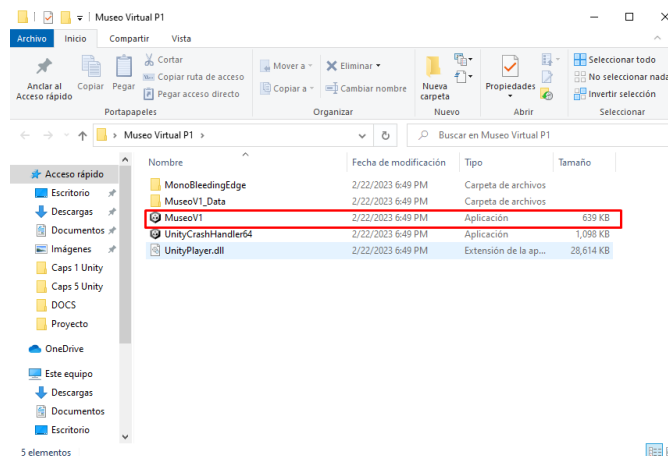 Museo Virtual P1
Archivo Inicio Compartir Vista
Anclar al Acceso rápido
Copiar
Pegar
Cortar
Copiar ruta de acceso
Pegar acceso directo
Portapapeles
Mover a
Copiar a
Eliminar
Cambiar nombre
Organizar
Nueva carpeta
Nuevo
Propiedades
Abrir
Seleccionar todo
No seleccionar nada
Invertir selección
Seleccionar
Museo Virtual P1
Buscar en Museo Virtual P1
Nombre Fecha de modificación Tipo Tamaño
MonoBleedingEdge 2/22/2023 6:49 PM Carpeta de archivos
MuseoV1_Data 2/22/2023 6:49 PM Carpeta de archivos
MuseoV1 2/22/2023 6:49 PM Aplicación 639 KB
UnityCrashHandler64 2/22/2023 6:49 PM Aplicación 1,098 KB
UnityPlayer.dll 2/22/2023 6:49 PM Extensión de la ap... 28,614 KB
Acceso rápido
Escritorio
Descargas
Documentos
Imágenes
Caps 1 Unity
Caps 5 Unity
DOCS
Proyecto
OneDrive
Este equipo
Descargas
Documentos
Escritorio
5 elementos